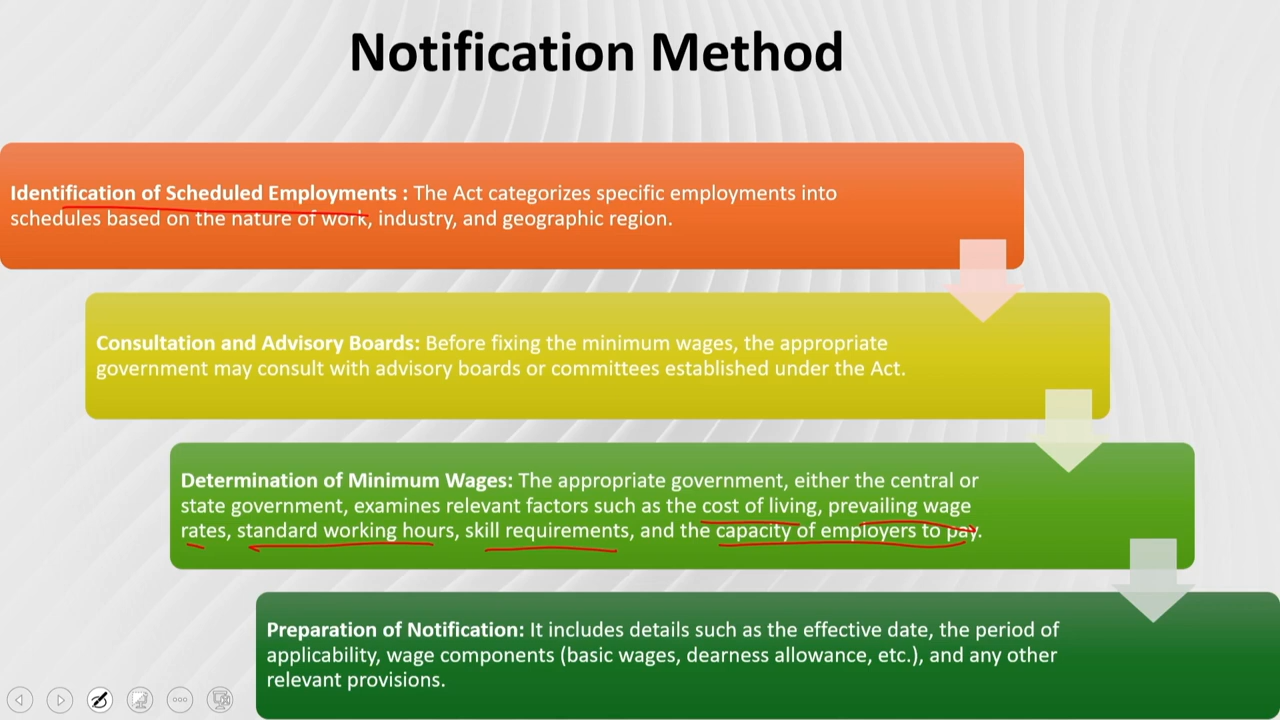 Notification Method
Identification of Scheduled Employments : The Act categorizes specific employments into
schedules based on the nature of work, industry, and geographic region.
Consultation and Advisory Boards: Before fixing the minimum wages, the appropriate
government may consult with advisory boards or committees established under the Act.
Determination of Minimum Wages: The appropriate government, either the central or
state government, examines relevant factors such as the cost of living, prevailing wage
rates, standard working hours, skill requirements, and the capacity of employers to pay.
Preparation of Notification: It includes details such as the effective date, the period of
applicability, wage components (basic wages, dearness allowance, etc.), and any other
relevant provisions.